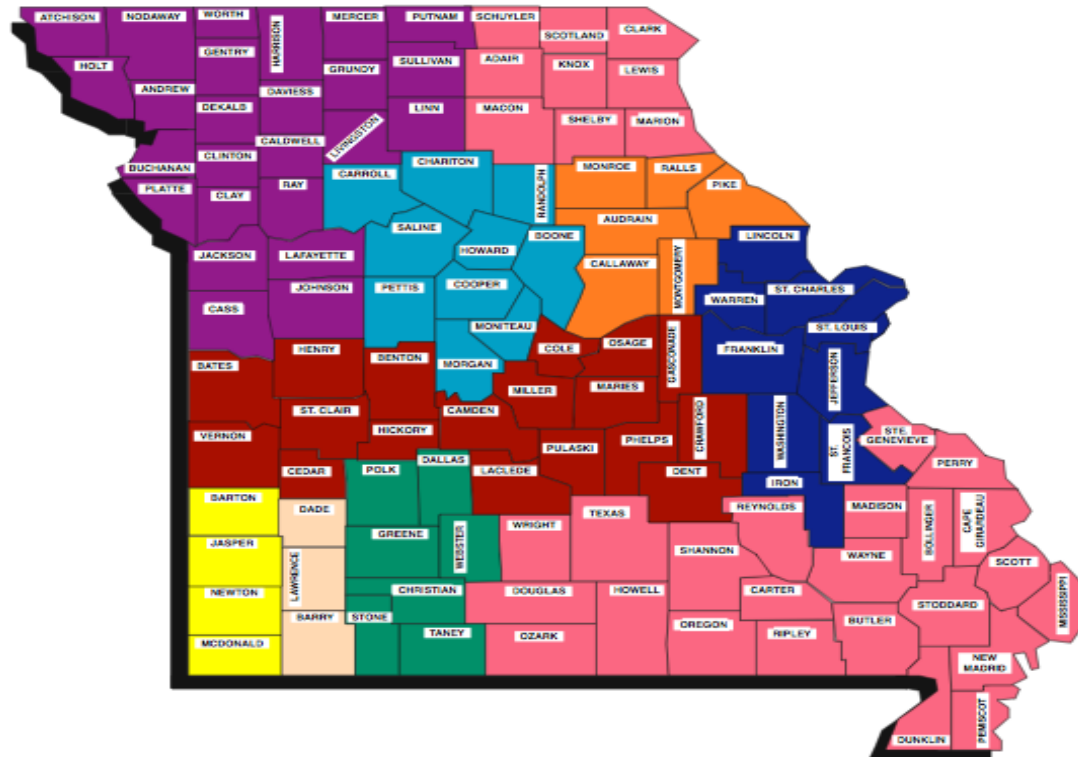 ATCHISON
NODAWAY
WORTH
HARRISON
MERCER
PUTNAM
SCHUYLER
SCOTLAND
CLARK
HOLT
GENTRY
GRUNDY
SULLIVAN
ADAIR
KNOX
LEWIS
ANDREW
DEKALB
DAVIESS
LINN
MACON
SHELBY
MARION
BUCHANAN
CLINTON
CALDWELL
LIVINGSTON
CHARITON
MONROE
RALLS
PLATTE
CLAY
RAY
CARROLL
RANDOLPH
PIKE
SALINE
HOWARD
BOONE
AUDRAIN
LINCOLN
JACKSON
LAFAYETTE
CALLAWAY
MONTGOMERY
CASS
JOHNSON
PETTIS
COOPER
WARREN
ST. CHARLES
MONITEAU
ST. LOUIS
BATES
HENRY
BENTON
MORGAN
COLE
OSAGE
GASCONADE
FRANKLIN
JEFFERSON
ST. CLAIR
CAMDEN
MILLER
MARIES
VERNON
HICKORY
PULASKI
PHELPS
CRAWFORD
WASHINGTON
ST.
FRANCOIS
STE.
GENEVIEVE
CEDAR
POLK
DALLAS
LACLEDE
DENT
IRON
PERRY
BARTON
DADE
GREENE
WEBSTER
WRIGHT
TEXAS
REYNOLDS
MADISON
BOLLINGER
CAPE
GIRARDEAU
JASPER
LAWRENCE
SHANNON
WAYNE
SCOTT
NEWTON
CHRISTIAN
DOUGLAS
HOWELL
CARTER
STODDARD
MISSISSIPPI
MCDONALD
BARRY
STONE
TANEY
OZARK
OREGON
RIPLEY
BUTLER
NEW
MADRID
DUNKLIN
PEMISCOT